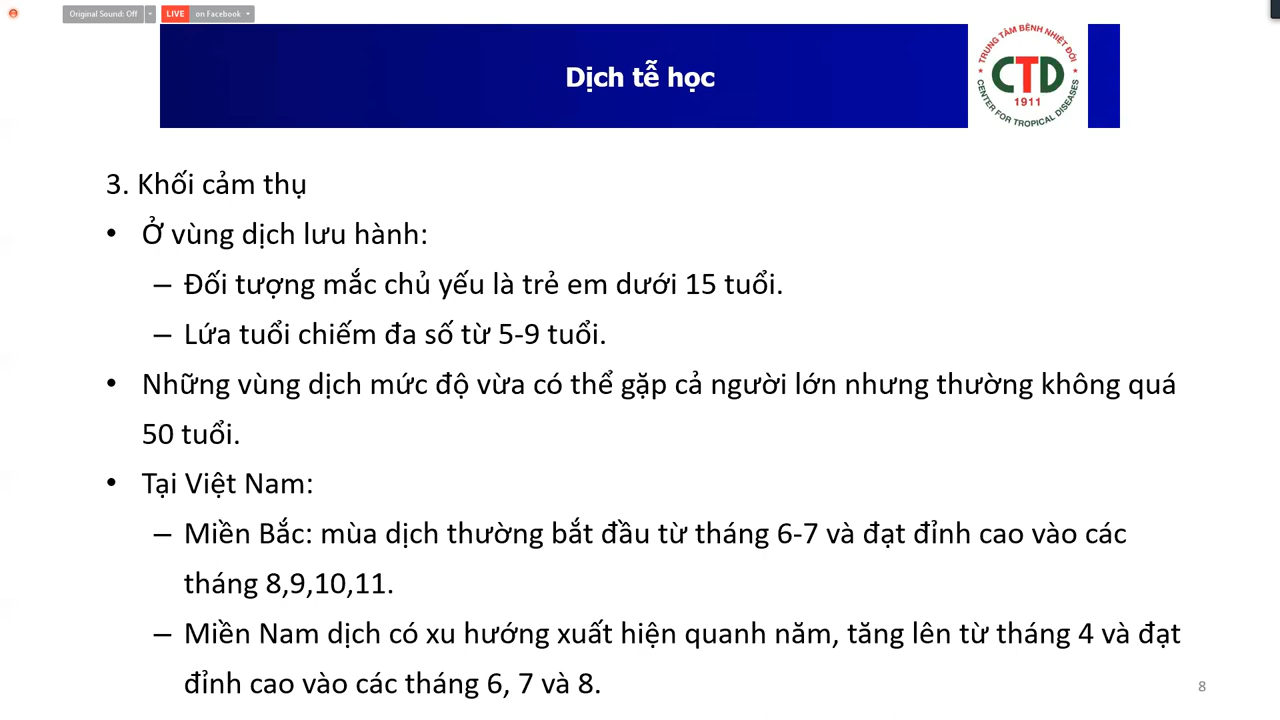 Original Sound: Off
LIVE on Facebook
Dịch tễ học
TRUNG TÂM BỆNH NHIỆT ĐỚI
CTD
1911
CENTER FOR TROPICAL DISEASES
3. Khối cảm thụ
• Ở vùng dịch lưu hành:
– Đối tượng mắc chủ yếu là trẻ em dưới 15 tuổi.
– Lứa tuổi chiếm đa số từ 5-9 tuổi.
• Những vùng dịch mức độ vừa có thể gặp cả người lớn nhưng thường không quá
50 tuổi.
• Tại Việt Nam:
– Miền Bắc: mùa dịch thường bắt đầu từ tháng 6-7 và đạt đỉnh cao vào các
tháng 8,9,10,11.
– Miền Nam dịch có xu hướng xuất hiện quanh năm, tăng lên từ tháng 4 và đạt
đỉnh cao vào các tháng 6, 7 và 8.
8